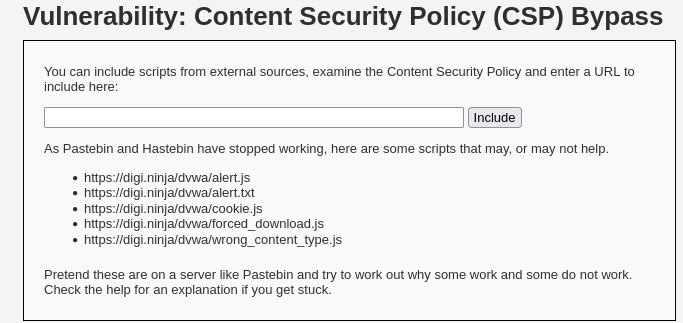 Vulnerability: Content Security Policy (CSP) Bypass
You can include scripts from external sources, examine the Content Security Policy and enter a URL to
include here:
Include
As Pastebin and Hastebin have stopped working, here are some scripts that may, or may not help.
• https://digi.ninja/dvwa/alert.js
• https://digi.ninja/dvwa/alert.txt
• https://digi.ninja/dvwa/cookie.js
• https://digi.ninja/dvwa/forced_download.js
• https://digi.ninja/dvwa/wrong_content_type.js
Pretend these are on a server like Pastebin and try to work out why some work and some do not work.
Check the help for an explanation if you get stuck.